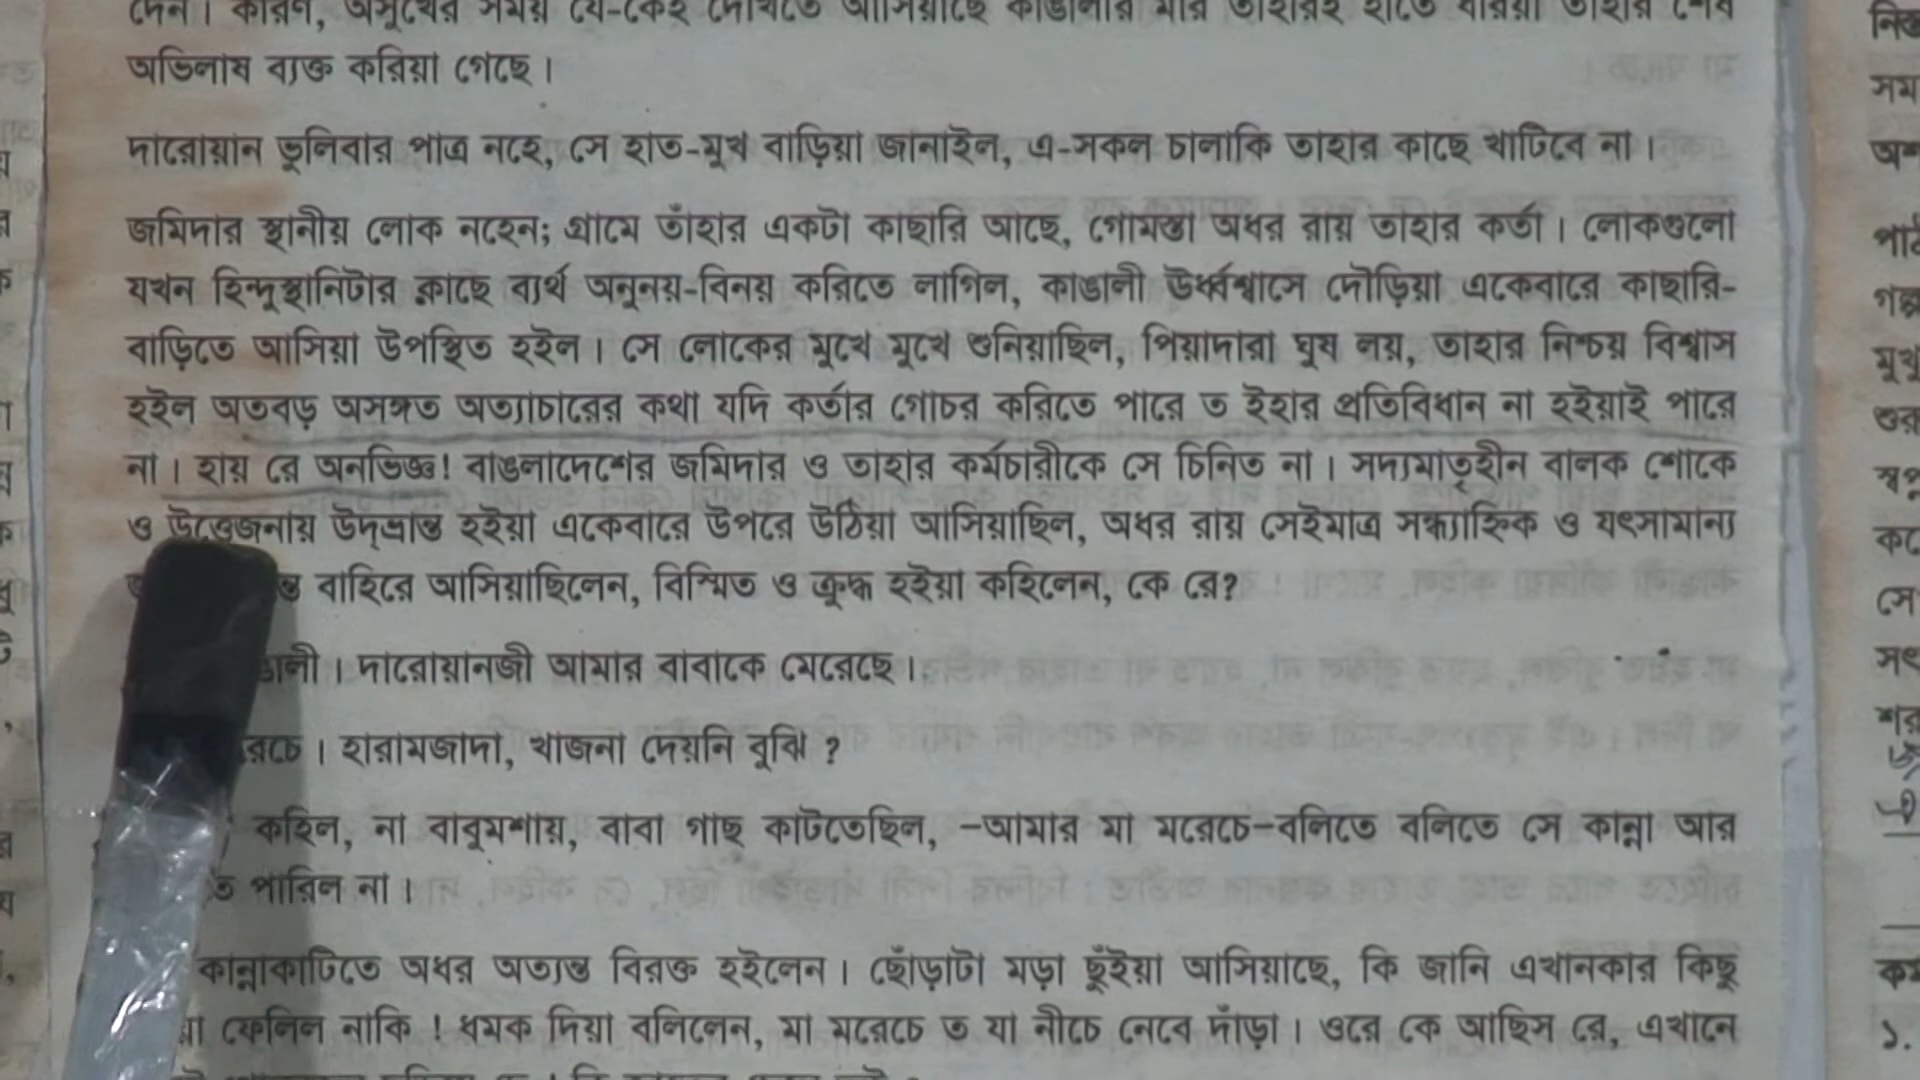 অভিলাষ ব্যক্ত করিয়া গেছে।
দারোয়ান ভুলিবার পাত্র নহে, সে হাত-মুখ বাড়িয়া জানাইল, এ-সকল চালাকি তাহার কাছে খাটিবে না।
জমিদার স্থানীয় লোক নহেন; গ্রামে তাঁহার একটা কাছারি আছে, গোমস্তা অধর রায় তাহার কর্তা। লোকগুলো
যখন হিন্দুস্থানিটার কাছে ব্যর্থ অনুনয়-বিনয় করিতে লাগিল, কাঙালী উর্ধ্বশ্বাসে দৌড়িয়া একেবারে কাছারি-
বাড়িতে আসিয়া উপস্থিত হইল। সে লোকের মুখে মুখে শুনিয়াছিল, পিয়াদারা ঘুষ লয়, তাহার নিশ্চয় বিশ্বাস
হইল অতবড় অসঙ্গত অত্যাচারের কথা যদি কর্তার গোচর করিতে পারে ত ইহার প্রতিবিধান না হইয়াই পারে
না। হায় রে অনভিজ্ঞ! বাঙলাদেশের জমিদার ও তাহার কর্মচারীকে সে চিনিত না। সদ্যমাতৃহীন বালক শোকে
ও উত্তেজনায় উদ্‌ভ্রান্ত হইয়া একেবারে উপরে উঠিয়া আসিয়াছিল, অধর রায় সেইমাত্র সন্ধ্যাহ্নিক ও যৎসামান্য
বাহিরে আসিয়াছিলেন, বিস্মিত ও ক্রুদ্ধ হইয়া কহিলেন, কে রে?
দারোয়ানজী আমার বাবাকে মেরেছে।
হারামজাদা, খাজনা দেয়নি বুঝি ?
কহিল, না বাবুমশায়, বাবা গাছ কাটতেছিল, –আমার মা মরেচে–বলিতে বলিতে সে কান্না আর
পারিল না।
কান্নাকাটিতে অধর অত্যন্ত বিরক্ত হইলেন। ছোঁড়াটা মড়া ছুঁইয়া আসিয়াছে, কি জানি এখানকার কিছু
ফেলিল নাকি ! ধমক দিয়া বলিলেন, মা মরেচে ত যা নীচে নেবে দাঁড়া। ওরে কে আছিস রে, এখানে